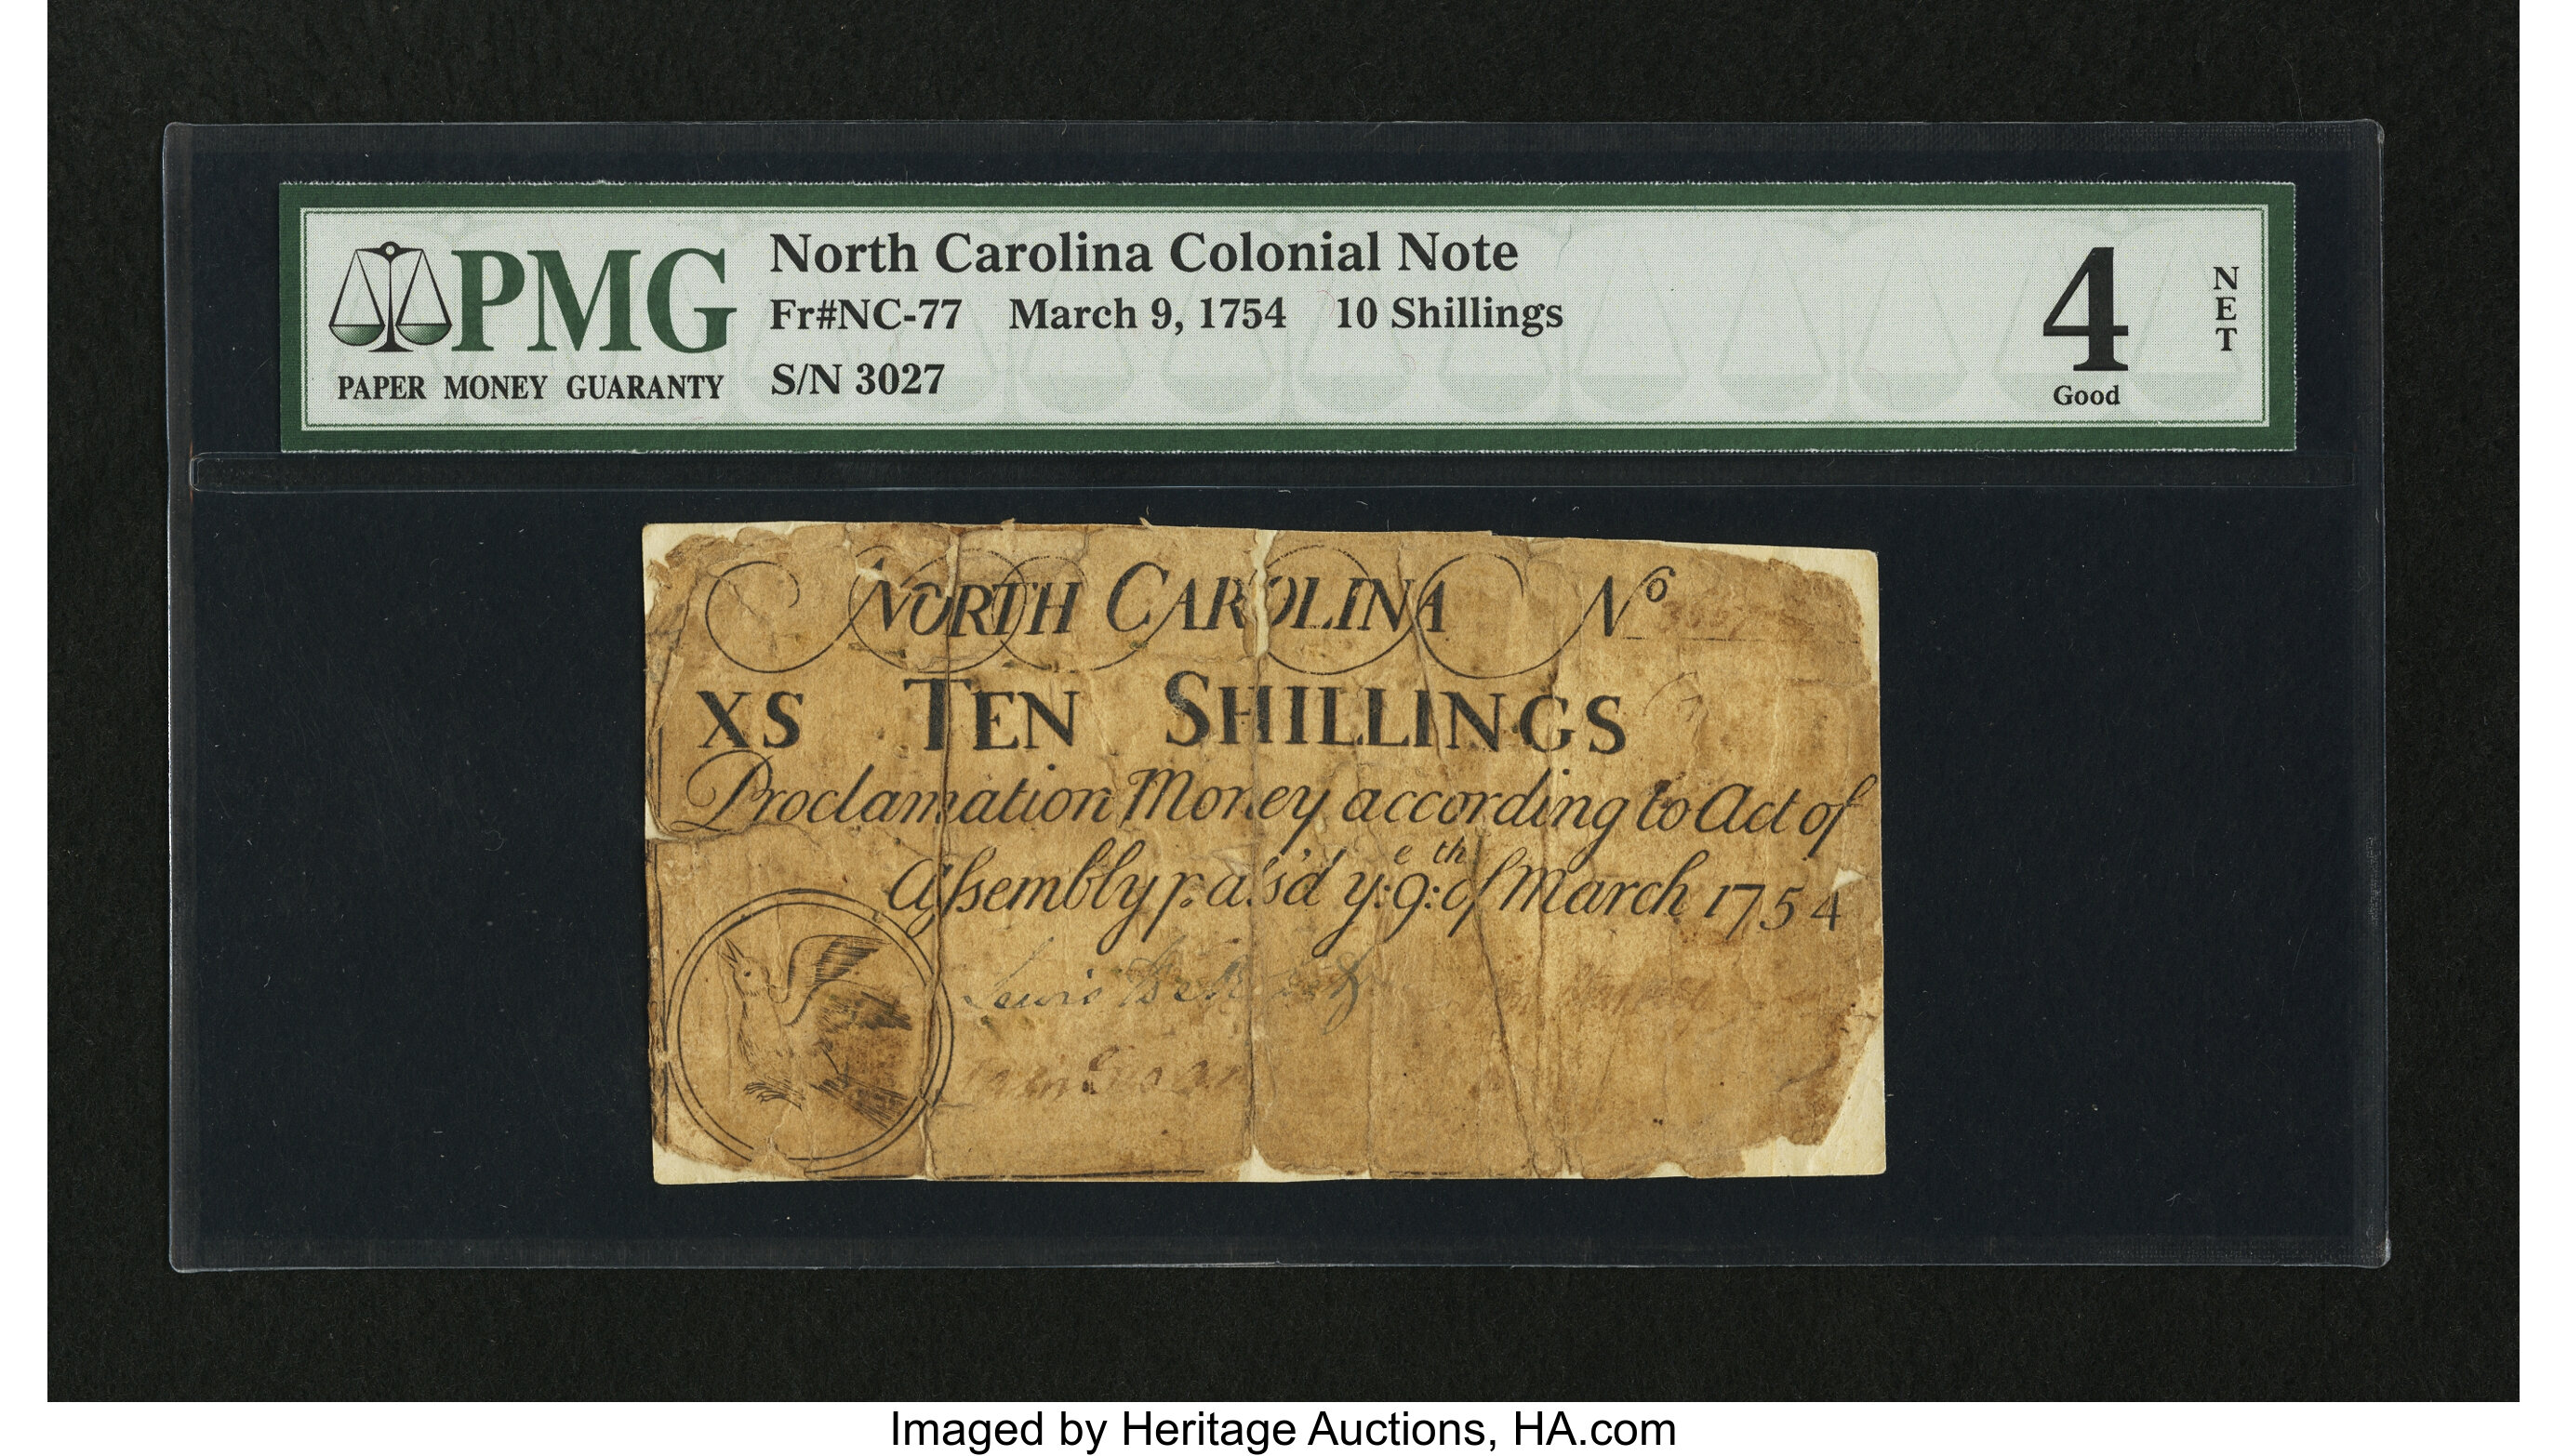 PMG
PAPER MONEY GUARANTY
North Carolina Colonial Note
Fr#NC-77 March 9, 1754 10 Shillings
S/N 3027
4
Good
NET
NORTH CAROLINA No
XS TEN SHILLINGS
Proclamation Money according to Act of
Assembly pass'd ye: 9th: of March 1754
Lewis
Imaged by Heritage Auctions, HA.com